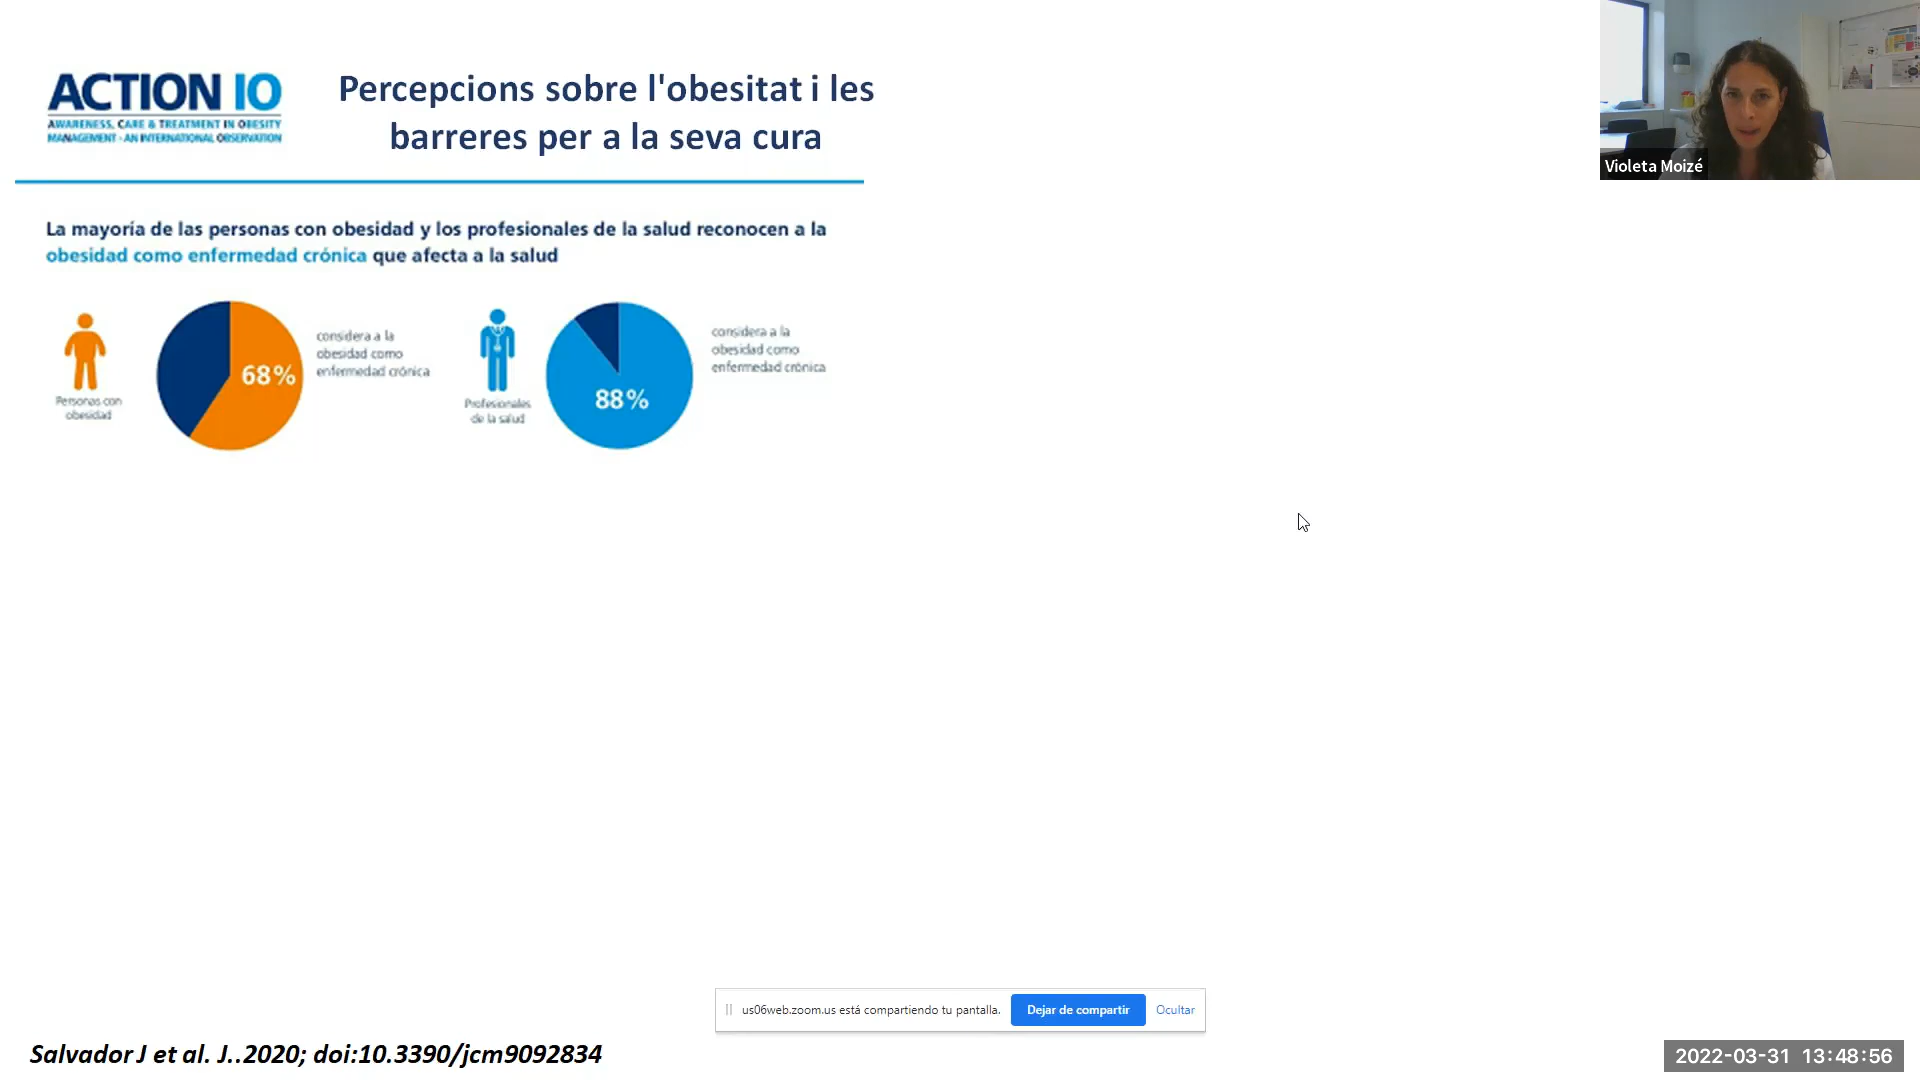 ACTION IO
AWARENESS, CARE & TREATMENT IN OBESITY
MANAGEMENT - AN INTERNATIONAL OBSERVATION
Percepcions sobre l'obesitat i les
barreres per a la seva cura
Violeta Moizé
La mayoría de las personas con obesidad y los profesionales de la salud reconocen a la
obesidad como enfermedad crónica que afecta a la salud
Personas con
obesidad
68%
considera a la
obesidad como
enfermedad crónica
Profesionales
de la salud
88%
considera a la
obesidad como
enfermedad crónica
us06web.zoom.us está compartiendo tu pantalla.
Dejar de compartir
Ocultar
Salvador J et al. J..2020; doi:10.3390/jcm9092834
2022-03-31 13:48:56